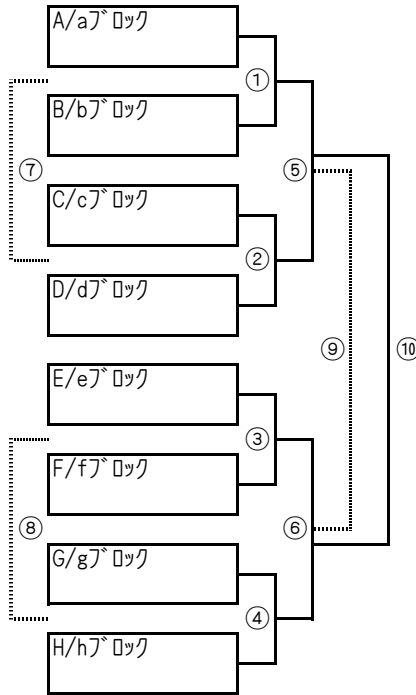 A/aブロック
①
B/bブロック
⑦
⑤
C/cブロック
②
D/dブロック
⑨
⑩
E/eブロック
③
F/fブロック
⑧
⑥
G/gブロック
④
H/hブロック